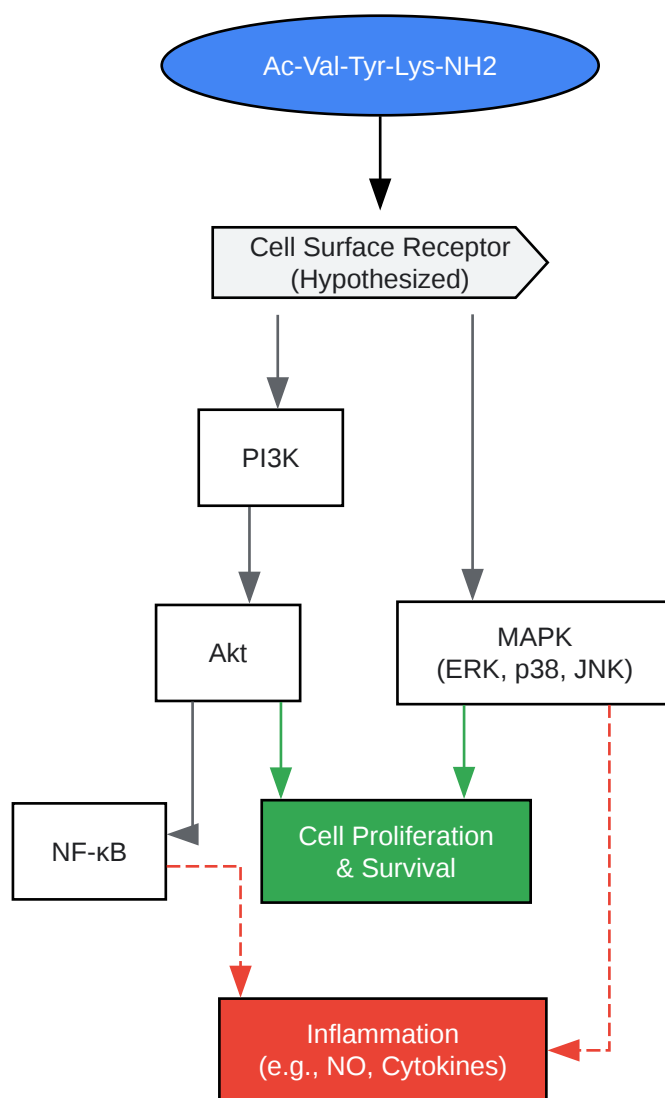 Ac-Val-Tyr-Lys-NH2
Cell Surface Receptor
(Hypothesized)
PI3K
Akt
MAPK
(ERK, p38, JNK)
NF-κB
Cell Proliferation
& Survival
Inflammation
(e.g., NO, Cytokines)